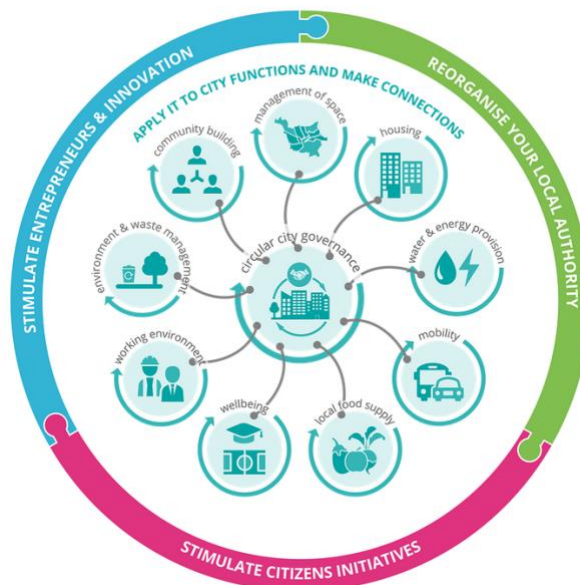 STIMULATE ENTREPRENEURS & INNOVATION
REORGANISE YOUR LOCAL AUTHORITY
APPLY IT TO CITY FUNCTIONS AND MAKE CONNECTIONS
management of space
community building
housing
environment & waste management
circular city governance
water & energy provision
working environment
mobility
wellbeing
local food supply
STIMULATE CITIZENS INITIATIVES